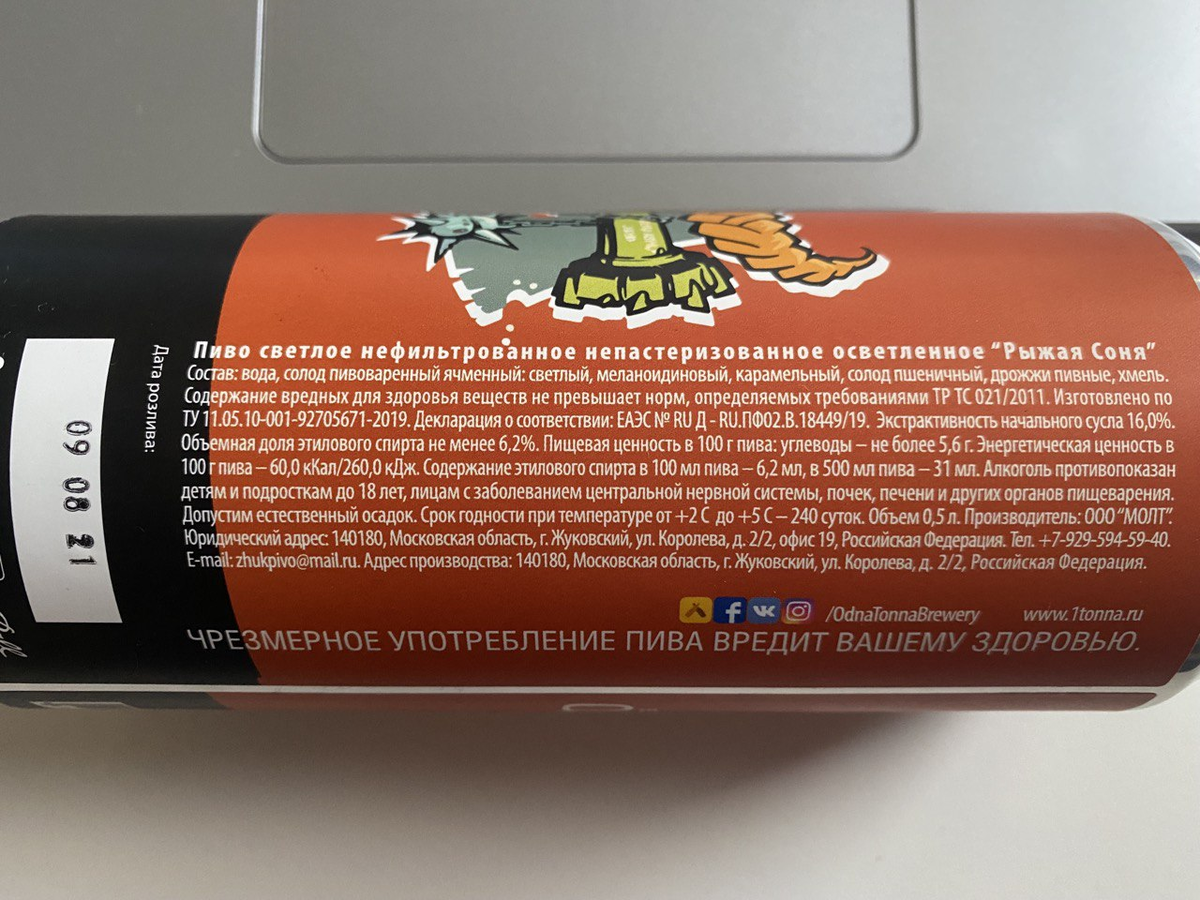 Пиво светлое нефильтрованное непастеризованное осветленное “Рыжая Соня”
Состав: вода, солод пивоваренный ячменный: светлый, меланоидиновый, карамельный, солод пшеничный, дрожжи пивные, хмель.
Содержание вредных для здоровья веществ не превышает норм, определяемых требованиями ТР ТС 021/2011. Изготовлено по
ТУ 11.05.10-001-92705671-2019. Декларация о соответствии: ЕАЭС № RU Д - RU.ПФ02.В.18449/19. Экстрактивность начального сусла 16,0%.
Объемная доля этилового спирта не менее 6,2%. Пищевая ценность в 100 г пива: углеводы – не более 5,6 г. Энергетическая ценность в
100 г пива – 60,0 кКал/260,0 кДж. Содержание этилового спирта в 100 мл пива – 6,2 мл, в 500 мл пива – 31 мл. Алкоголь противопоказан
детям и подросткам до 18 лет, лицам с заболеванием центральной нервной системы, почек, печени и других органов пищеварения.
Допустим естественный осадок. Срок годности при температуре от +2 С до +5 С – 240 суток. Объем 0,5 л. Производитель: ООО “МОЛТ”.
Юридический адрес: 140180, Московская область, г. Жуковский, ул. Королева, д. 2/2, офис 19, Российская Федерация. Тел. +7-929-594-59-40.
E-mail: zhukpivo@mail.ru. Адрес производства: 140180, Московская область, г. Жуковский, ул. Королева, д. 2/2, Российская Федерация.
/OdnaTonnaBrewery www.1tonna.ru
ЧРЕЗМЕРНОЕ УПОТРЕБЛЕНИЕ ПИВА ВРЕДИТ ВАШЕМУ ЗДОРОВЬЮ.
Дата розлива:
09 08 21